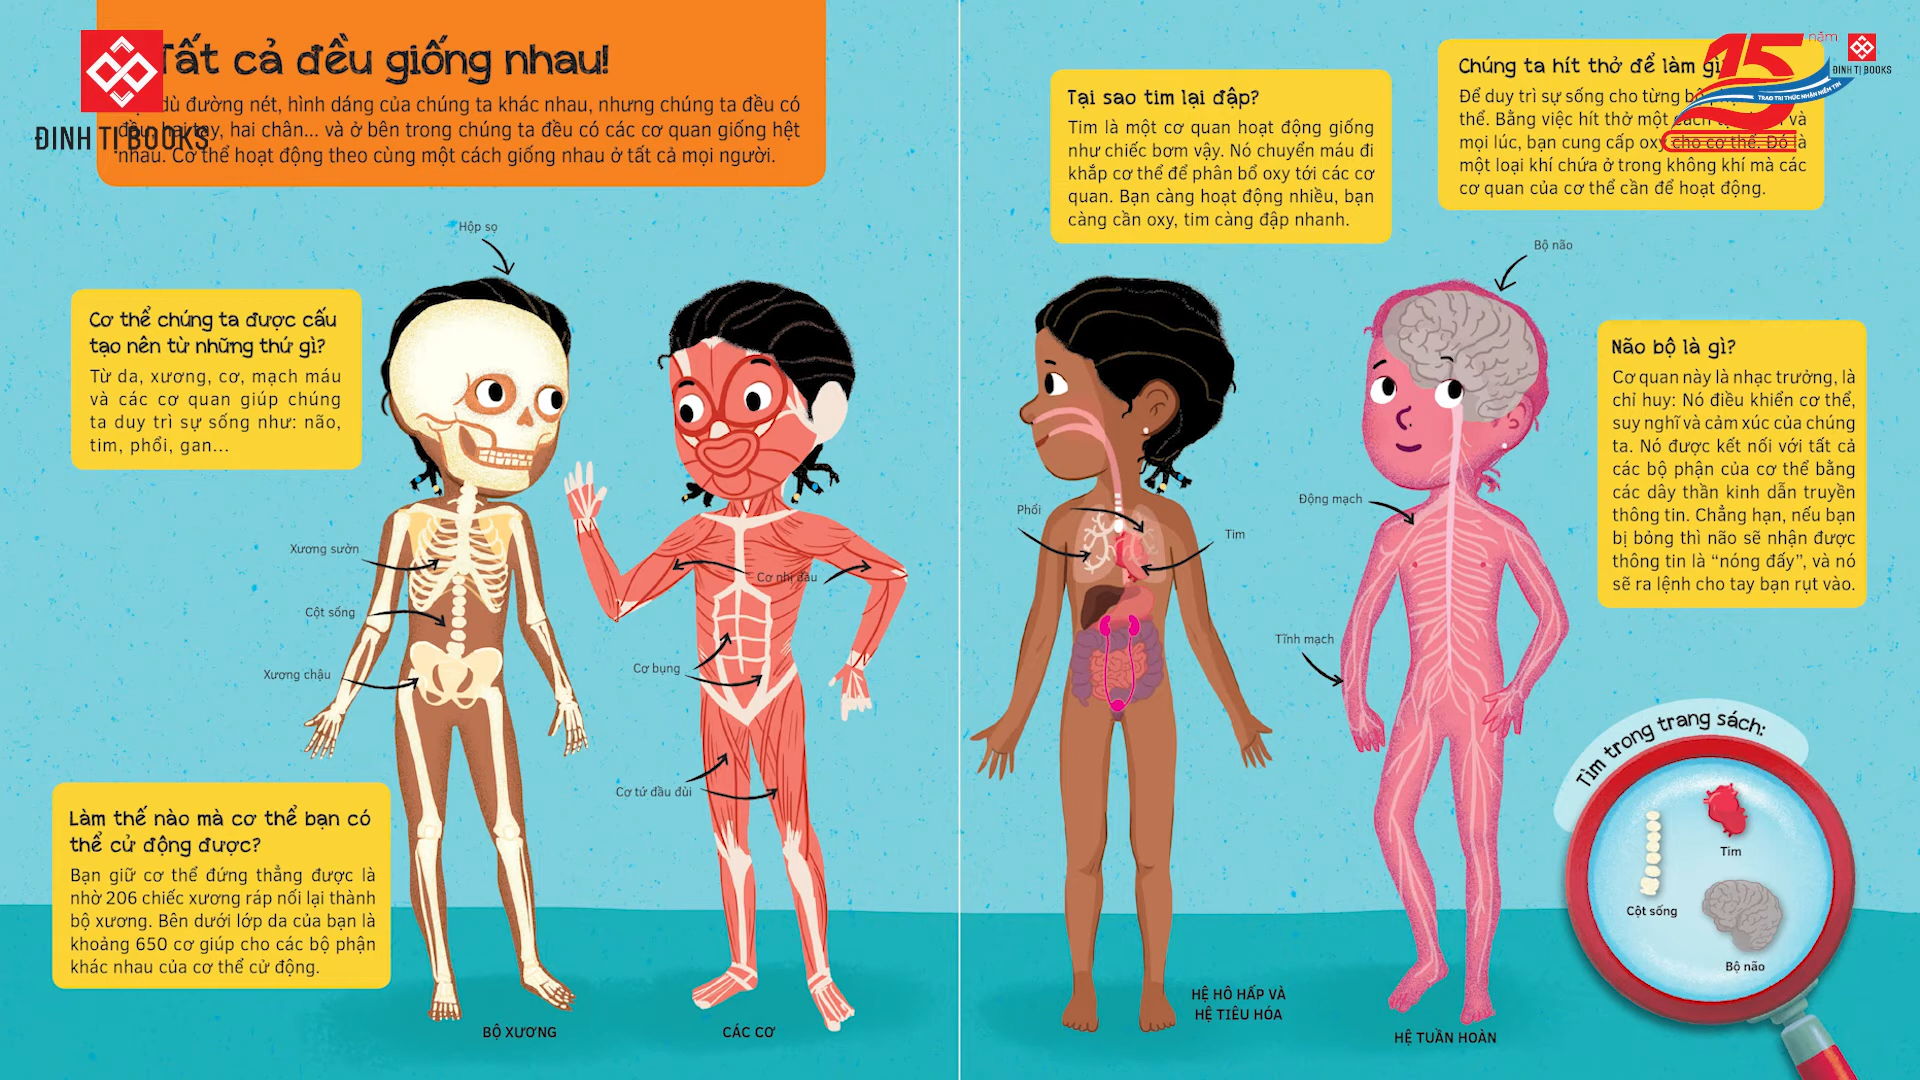 Tất cả đều giống nhau!
dù đường nét, hình dáng của chúng ta khác nhau, nhưng chúng ta đều có
đầu, hai tay, hai chân... và ở bên trong chúng ta đều có các cơ quan giống hệt
nhau. Cơ thể hoạt động theo cùng một cách giống nhau ở tất cả mọi người.
ĐINH TỊ BOOKS
Hộp sọ
Cơ thể chúng ta được cấu
tạo nên từ những thứ gì?
Từ da, xương, cơ, mạch máu
và các cơ quan giúp chúng
ta duy trì sự sống như: não,
tim, phổi, gan...
Xương sườn
Cột sống
Xương chậu
Cơ nhị đầu
Cơ bụng
Cơ tứ đầu đùi
Làm thế nào mà cơ thể bạn có
thể cử động được?
Bạn giữ cơ thể đứng thẳng được là
nhờ 206 chiếc xương ráp nối lại thành
bộ xương. Bên dưới lớp da của bạn là
khoảng 650 cơ giúp cho các bộ phận
khác nhau của cơ thể cử động.
BỘ XƯƠNG
CÁC CƠ
Tại sao tim lại đập?
Tim là một cơ quan hoạt động giống
như chiếc bơm vậy. Nó chuyển máu đi
khắp cơ thể để phân bổ oxy tới các cơ
quan. Bạn càng hoạt động nhiều, bạn
càng cần oxy, tim càng đập nhanh.
Chúng ta hít thở để làm gì
Để duy trì sự sống cho từng
thể. Bằng việc hít thở một cách và
mọi lúc, bạn cung cấp oxy cho cơ thể. Đó là
một loại khí chứa ở trong không khí mà các
cơ quan của cơ thể cần để hoạt động.
15 năm
ĐINH TỊ BOOKS
TRAO TRI THỨC NHÂN NIỀM TIN
Bộ não
Phổi
Tim
Động mạch
Tĩnh mạch
Não bộ là gì?
Cơ quan này là nhạc trưởng, là
chỉ huy: Nó điều khiển cơ thể,
suy nghĩ và cảm xúc của chúng
ta. Nó được kết nối với tất cả
các bộ phận của cơ thể bằng
các dây thần kinh dẫn truyền
thông tin. Chẳng hạn, nếu bạn
bị bỏng thì não sẽ nhận được
thông tin là “nóng đấy”, và nó
sẽ ra lệnh cho tay bạn rụt vào.
HỆ HÔ HẤP VÀ
HỆ TIÊU HÓA
HỆ TUẦN HOÀN
Tìm trong trang sách:
Tim
Cột sống
Bộ não